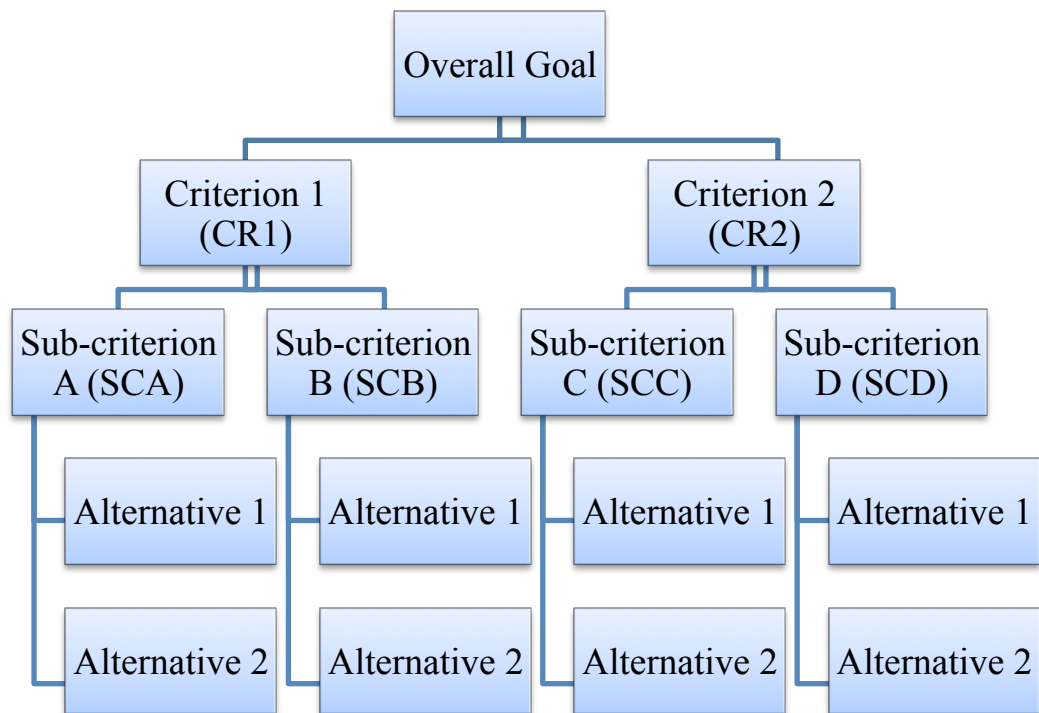 Overall Goal
Criterion 1
(CR1)
Criterion 2
(CR2)
Sub-criterion
A (SCA)
Sub-criterion
B (SCB)
Sub-criterion
C (SCC)
Sub-criterion
D (SCD)
Alternative 1
Alternative 1
Alternative 1
Alternative 1
Alternative 2
Alternative 2
Alternative 2
Alternative 2